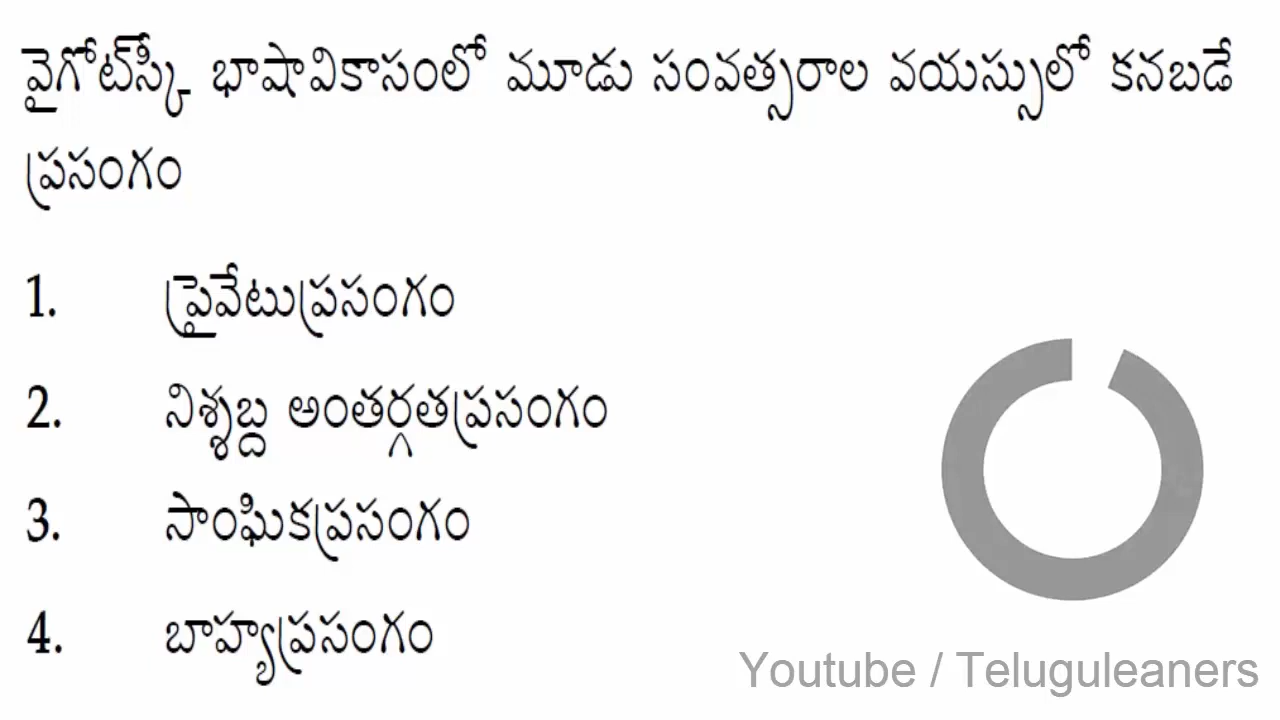 వైగోట్‌స్కీ భాషావికాసంలో మూడు సంవత్సరాల వయస్సులో కనబడే
ప్రసంగం
1. ప్రైవేటుప్రసంగం
2. నిశ్శబ్ద అంతర్గతప్రసంగం
3. సాంఘికప్రసంగం
4. బాహ్యప్రసంగం
Youtube / Teluguleaners